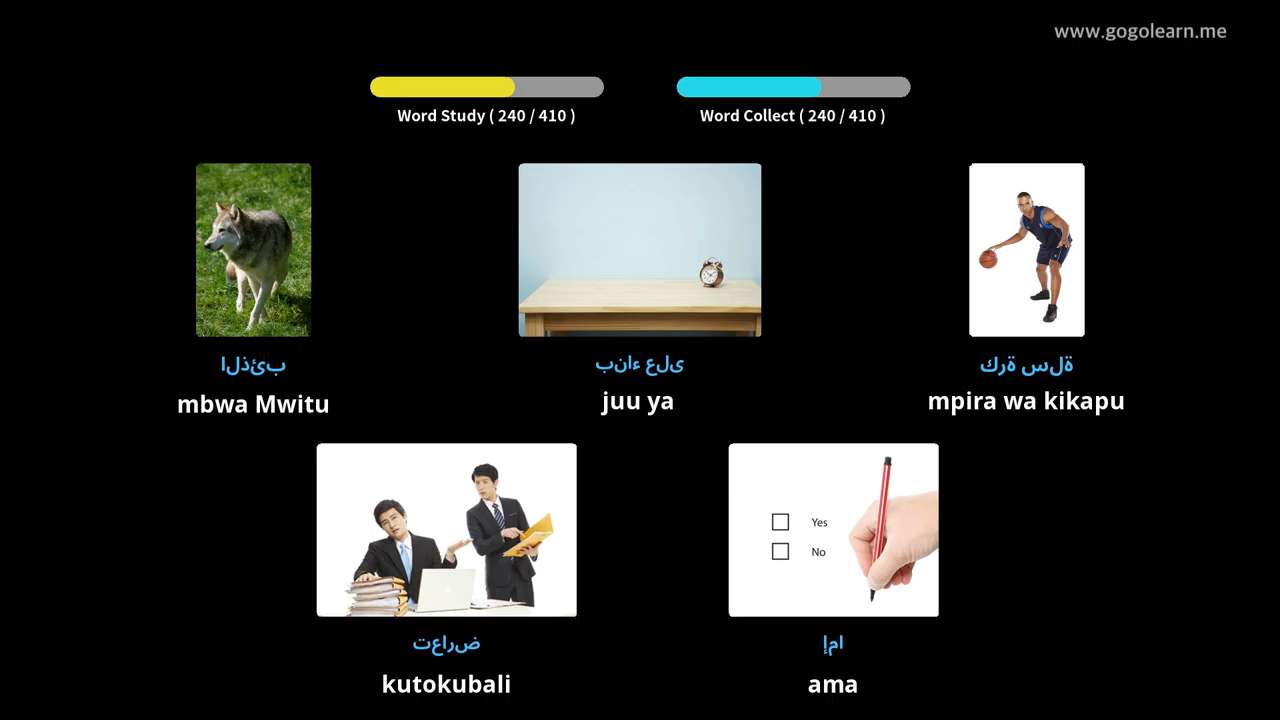 www.gogolearn.me
Word Study ( 240 / 410 )
Word Collect ( 240 / 410 )
الذئب
mbwa Mwitu
بناء على
juu ya
كرة سلة
mpira wa kikapu
Yes
No
تعارض
kutokubali
إما
ama